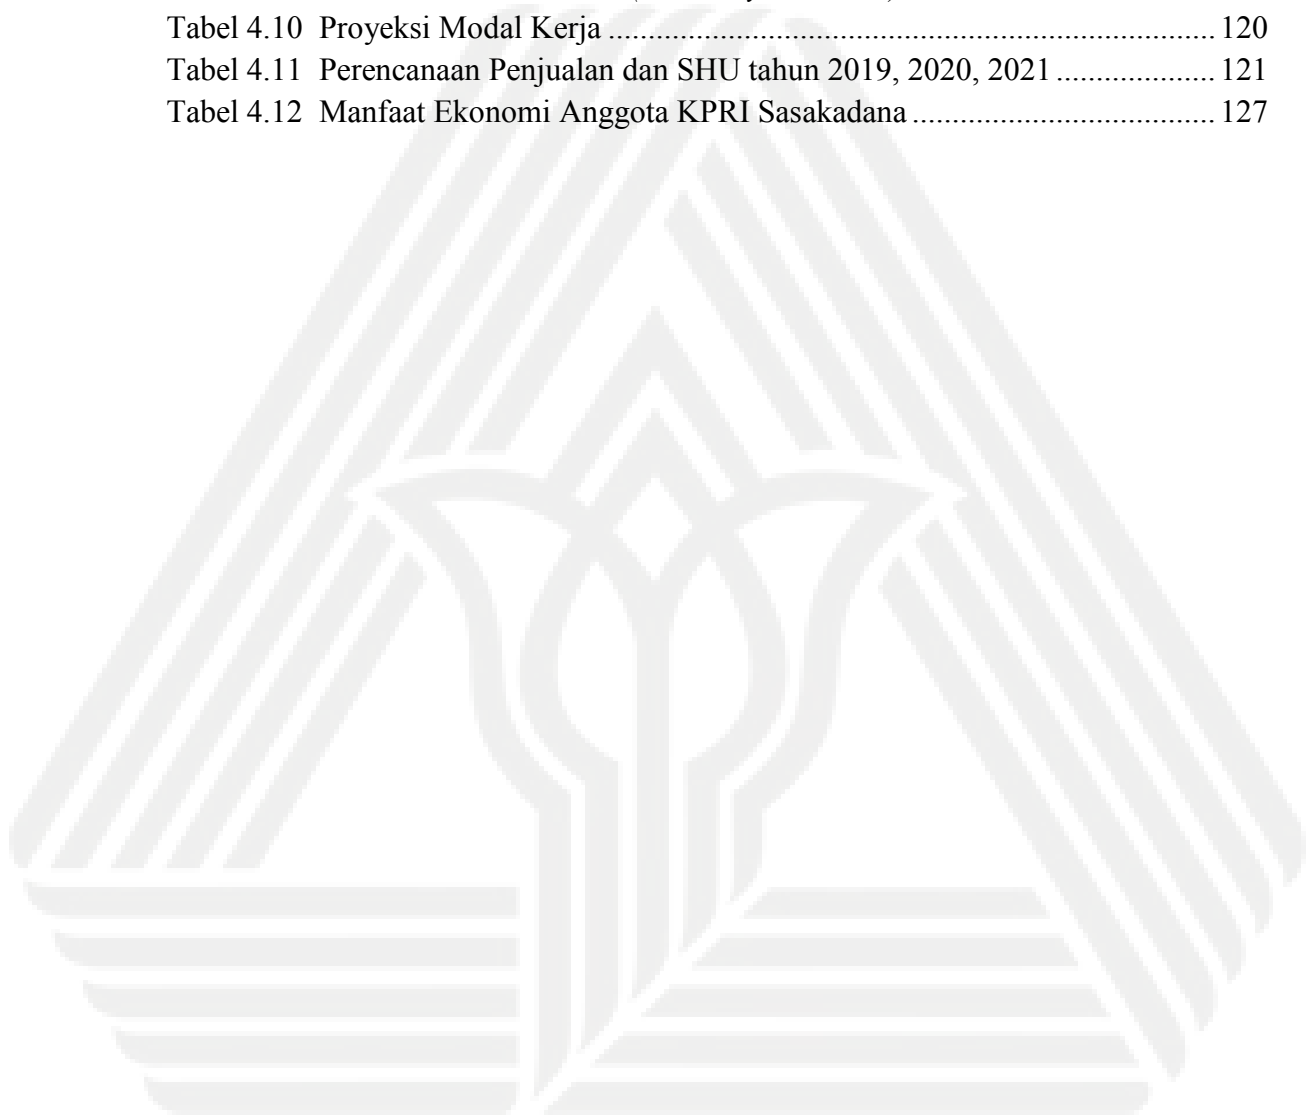 Tabel 4.10 Proyeksi Modal Kerja ............................................................................ 120
Tabel 4.11 Perencanaan Penjualan dan SHU tahun 2019, 2020, 2021 .................... 121
Tabel 4.12 Manfaat Ekonomi Anggota KPRI Sasakadana ...................................... 127